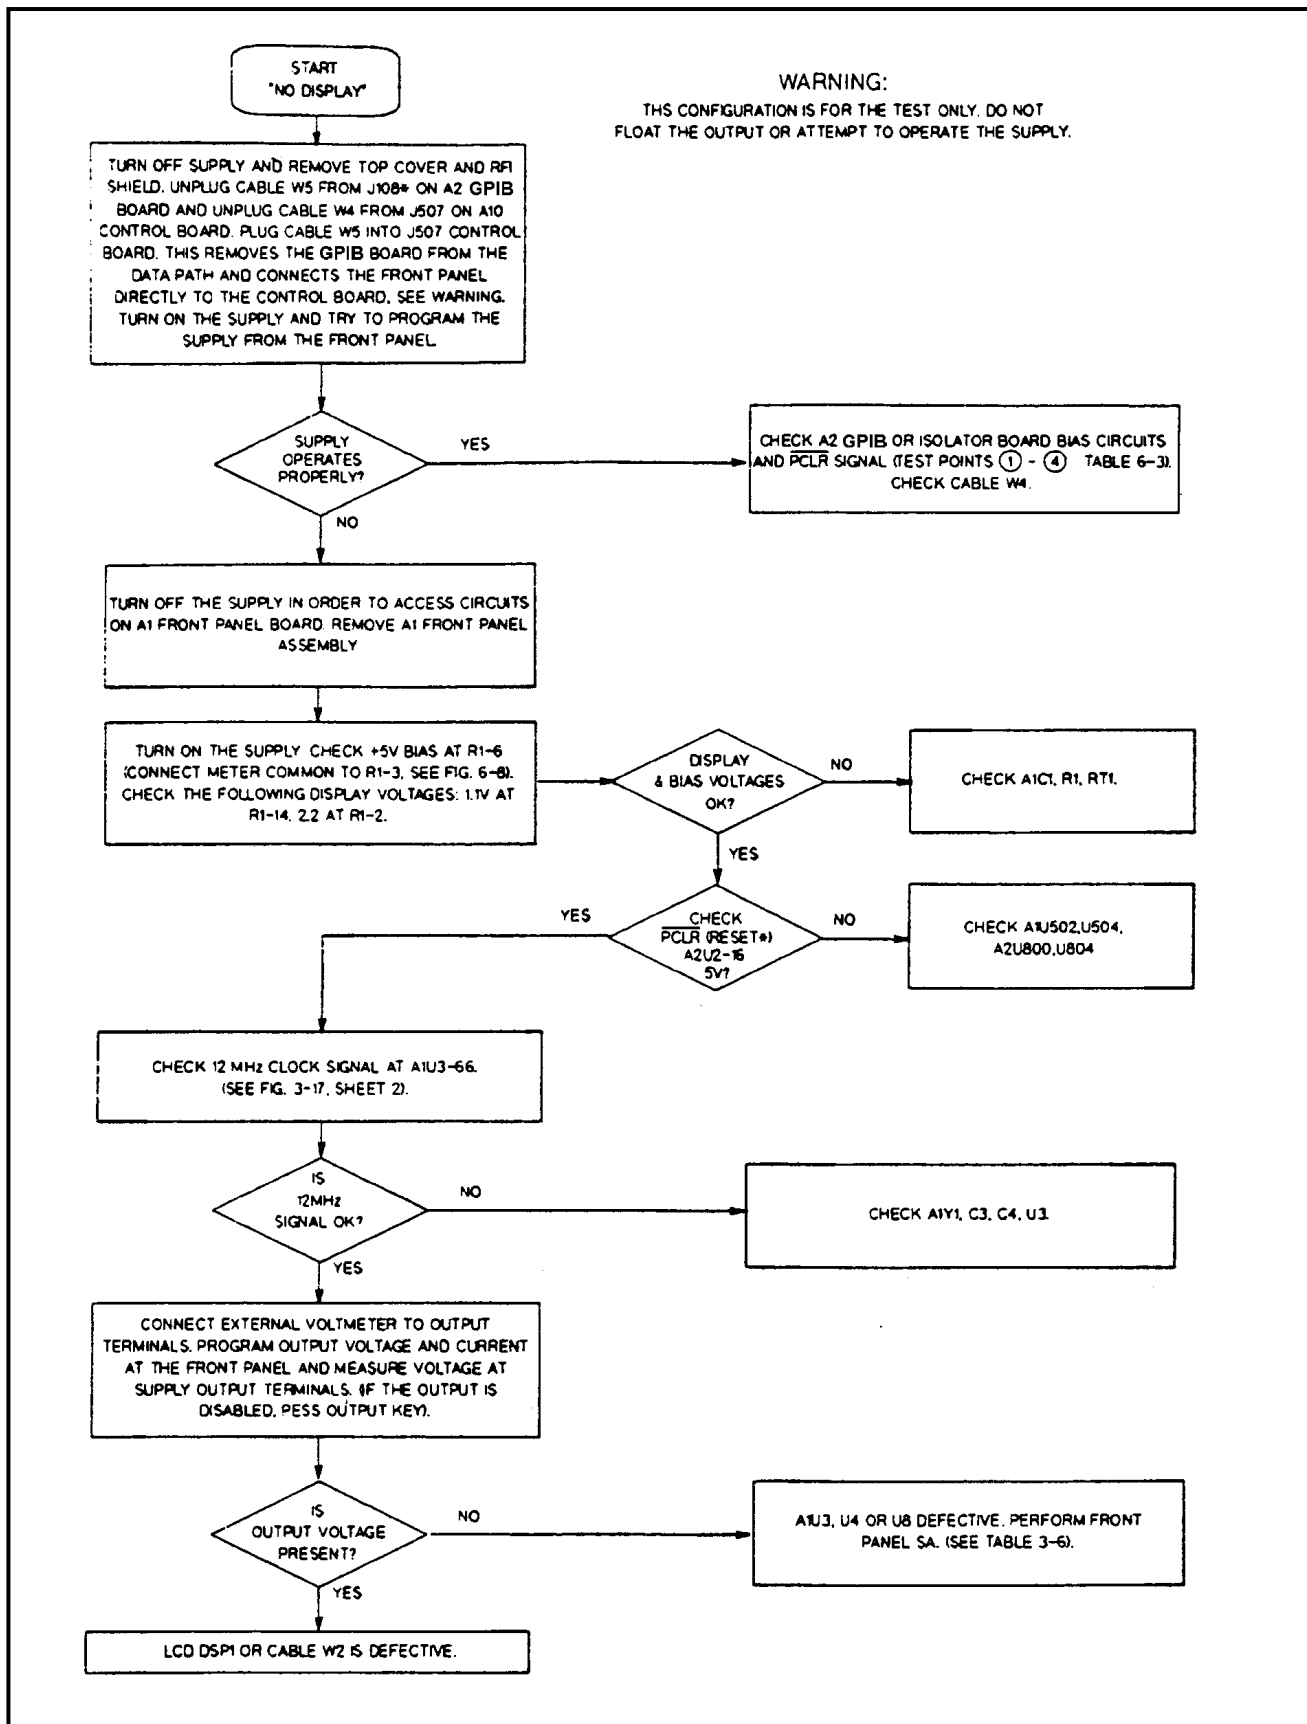 START
"NO DISPLAY"
WARNING:
THS CONFIGURATION IS FOR THE TEST ONLY. DO NOT
FLOAT THE OUTPUT OR ATTEMPT TO OPERATE THE SUPPLY.
TURN OFF SUPPLY AND REMOVE TOP COVER AND RFI
SHIELD. UNPLUG CABLE W5 FROM J108* ON A2 GPIB
BOARD AND UNPLUG CABLE W4 FROM J507 ON A10
CONTROL BOARD. PLUG CABLE W5 INTO J507 CONTROL
BOARD. THIS REMOVES THE GPIB BOARD FROM THE
DATA PATH AND CONNECTS THE FRONT PANEL
DIRECTLY TO THE CONTROL BOARD, SEE WARNING.
TURN ON THE SUPPLY AND TRY TO PROGRAM THE
SUPPLY FROM THE FRONT PANEL
SUPPLY
OPERATES
PROPERLY?
YES
CHECK A2 GPIB OR ISOLATOR BOARD BIAS CIRCUITS
AND PCLR SIGNAL (TEST POINTS 1 - 4 TABLE 6-3).
CHECK CABLE W4.
NO
TURN OFF THE SUPPLY IN ORDER TO ACCESS CIRCUITS
ON A1 FRONT PANEL BOARD. REMOVE A1 FRONT PANEL
ASSEMBLY
TURN ON THE SUPPLY CHECK +5V BIAS AT R1-6
(CONNECT METER COMMON TO R1-3, SEE FIG. 6-8).
CHECK THE FOLLOWING DISPLAY VOLTAGES: 1.1V AT
R1-14, 2.2 AT R1-2.
DISPLAY
& BIAS VOLTAGES
OK?
NO
CHECK A1C1, R1, RT1.
YES
CHECK
PCLR (RESET*)
A2U2-16
5V?
NO
CHECK A1U502,U504,
A2U800,U804
YES
CHECK 12 MHz CLOCK SIGNAL AT A1U3-66.
(SEE FIG. 3-17, SHEET 2).
IS
12MHz
SIGNAL OK?
NO
CHECK A1Y1, C3, C4, U3.
YES
CONNECT EXTERNAL VOLTMETER TO OUTPUT
TERMINALS. PROGRAM OUTPUT VOLTAGE AND CURRENT
AT THE FRONT PANEL AND MEASURE VOLTAGE AT
SUPPLY OUTPUT TERMINALS. (IF THE OUTPUT IS
DISABLED, PESS OUTPUT KEY).
IS
OUTPUT VOLTAGE
PRESENT?
NO
A1U3, U4 OR U8 DEFECTIVE. PERFORM FRONT
PANEL SA. (SEE TABLE 3-6).
YES
LCD DSP1 OR CABLE W2 IS DEFECTIVE.